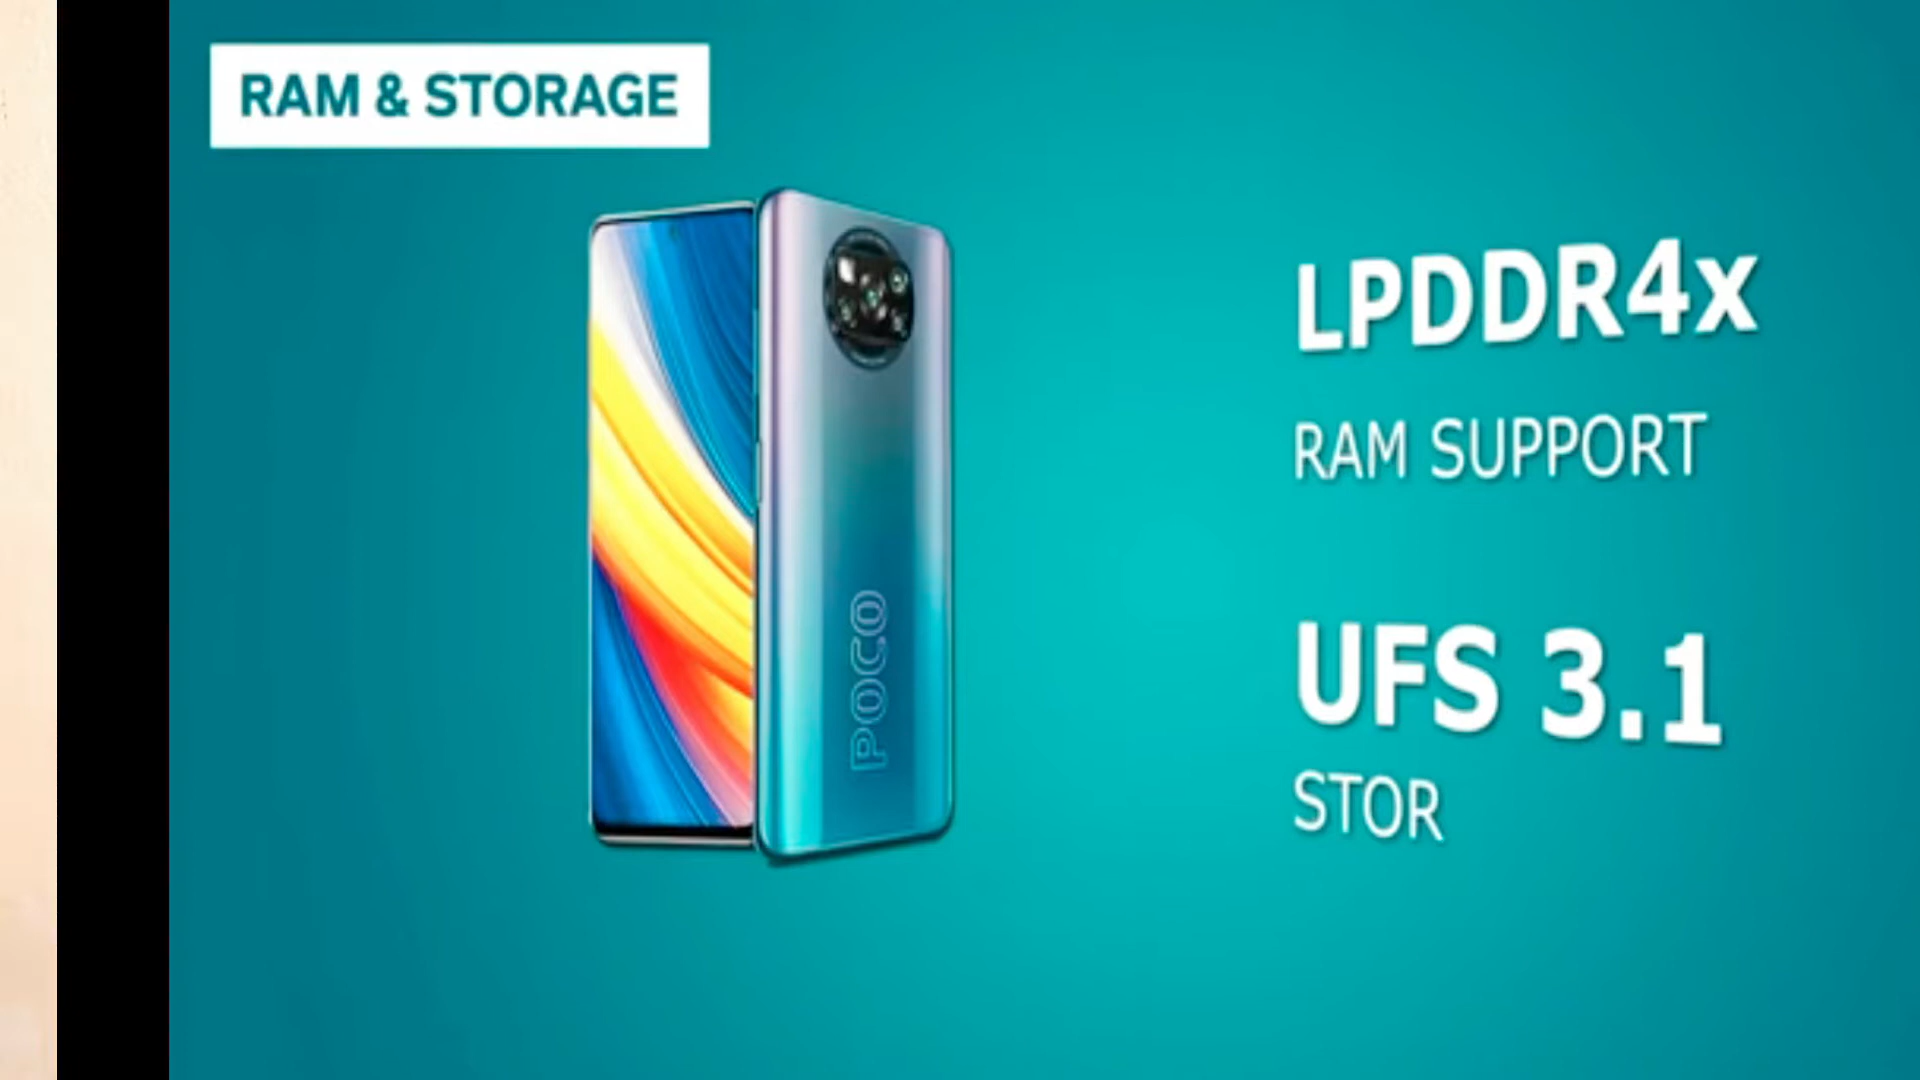 RAM & STORAGE
LPDDR4x
RAM SUPPORT
POCO
UFS 3.1
STOR